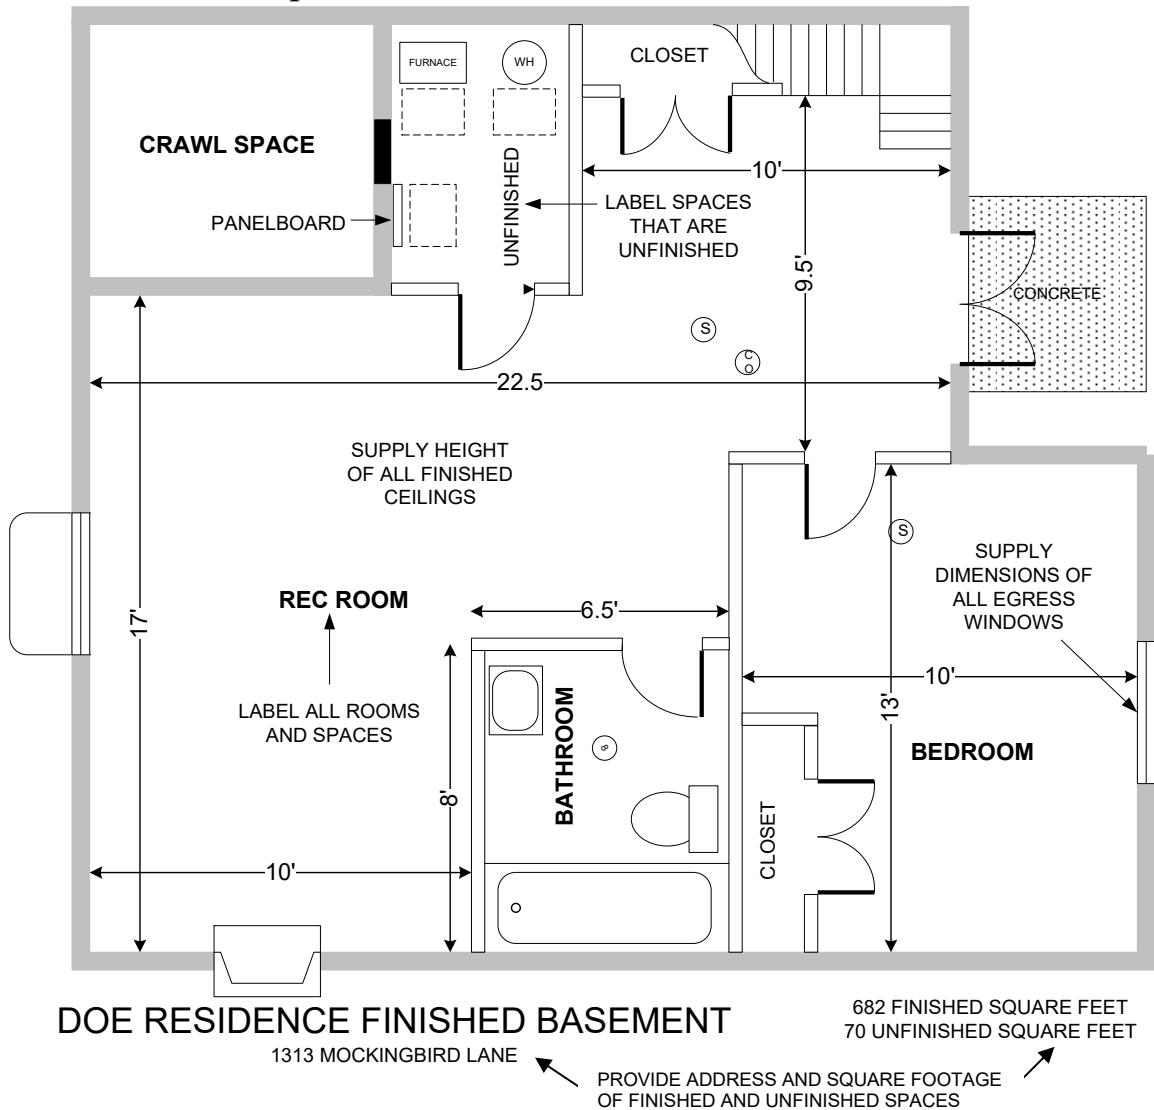 FURNACE
WH
CLOSET
CRAWL SPACE
UNFINISHED
10'
PANELBOARD
LABEL SPACES
THAT ARE
UNFINISHED
9.5'
CONCRETE
S
C
O
22.5
SUPPLY HEIGHT
OF ALL FINISHED
CEILINGS
S
SUPPLY
DIMENSIONS OF
ALL EGRESS
WINDOWS
REC ROOM
6.5'
17'
10'
13'
LABEL ALL ROOMS
AND SPACES
BATHROOM
8
BEDROOM
8'
CLOSET
10'
DOE RESIDENCE FINISHED BASEMENT
1313 MOCKINGBIRD LANE
682 FINISHED SQUARE FEET
70 UNFINISHED SQUARE FEET
PROVIDE ADDRESS AND SQUARE FOOTAGE
OF FINISHED AND UNFINISHED SPACES